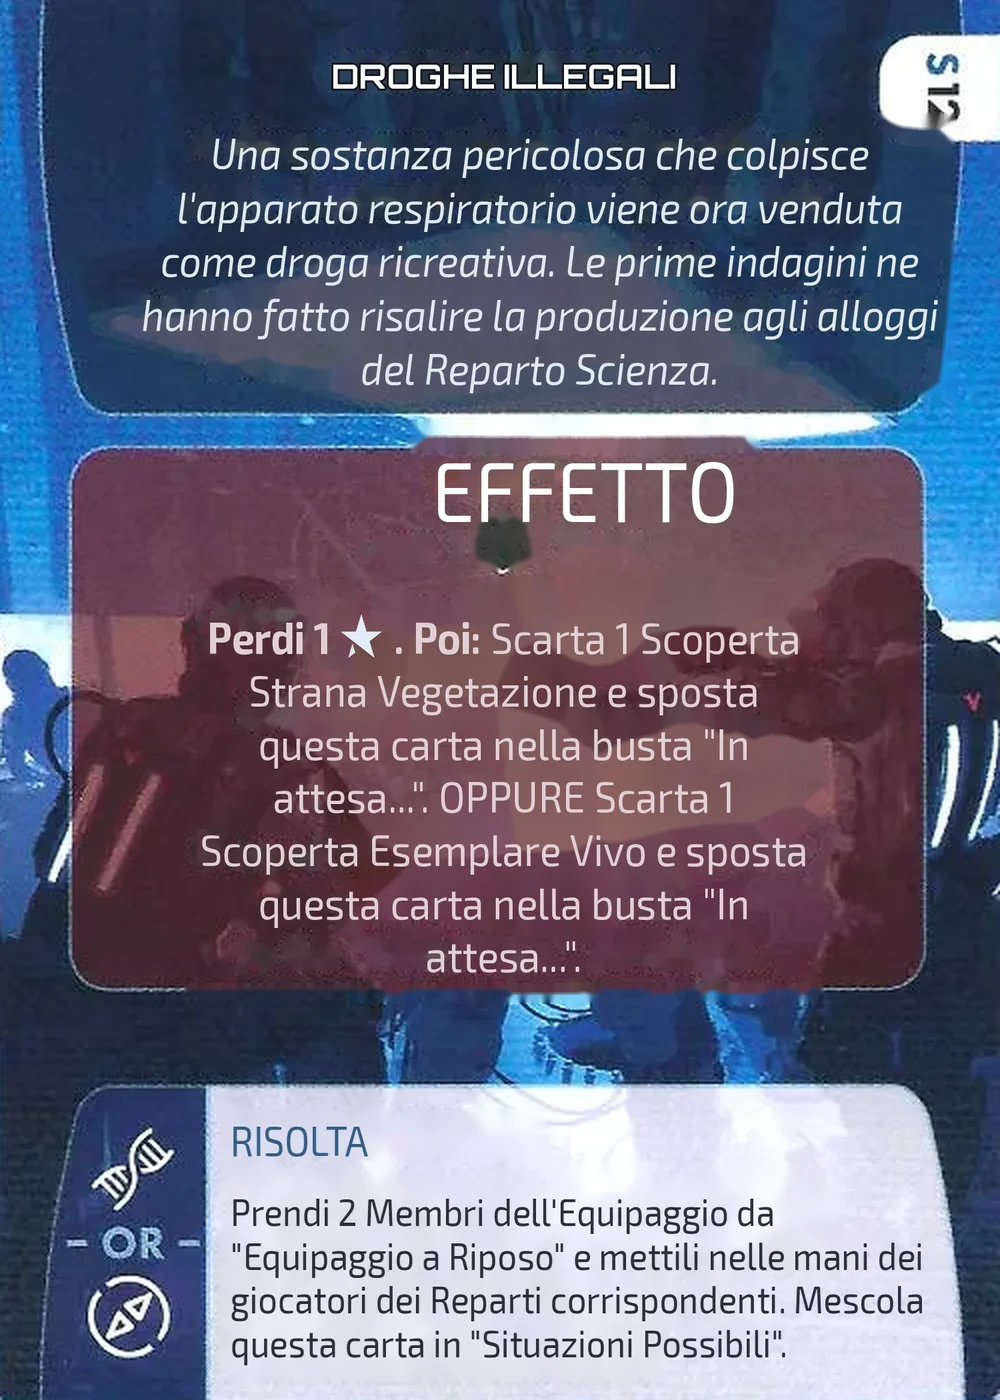 DROGHE ILLEGALI
S12
Una sostanza pericolosa che colpisce
l'apparato respiratorio viene ora venduta
come droga ricreativa. Le prime indagini ne
hanno fatto risalire la produzione agli alloggi
del Reparto Scienza.
EFFETTO
Perdi 1 ★ . Poi: Scarta 1 Scoperta
Strana Vegetazione e sposta
questa carta nella busta "In
attesa...". OPPURE Scarta 1
Scoperta Esemplare Vivo e sposta
questa carta nella busta "In
attesa...".
RISOLTA
- OR -
Prendi 2 Membri dell'Equipaggio da
"Equipaggio a Riposo" e mettili nelle mani dei
giocatori dei Reparti corrispondenti. Mescola
questa carta in "Situazioni Possibili".